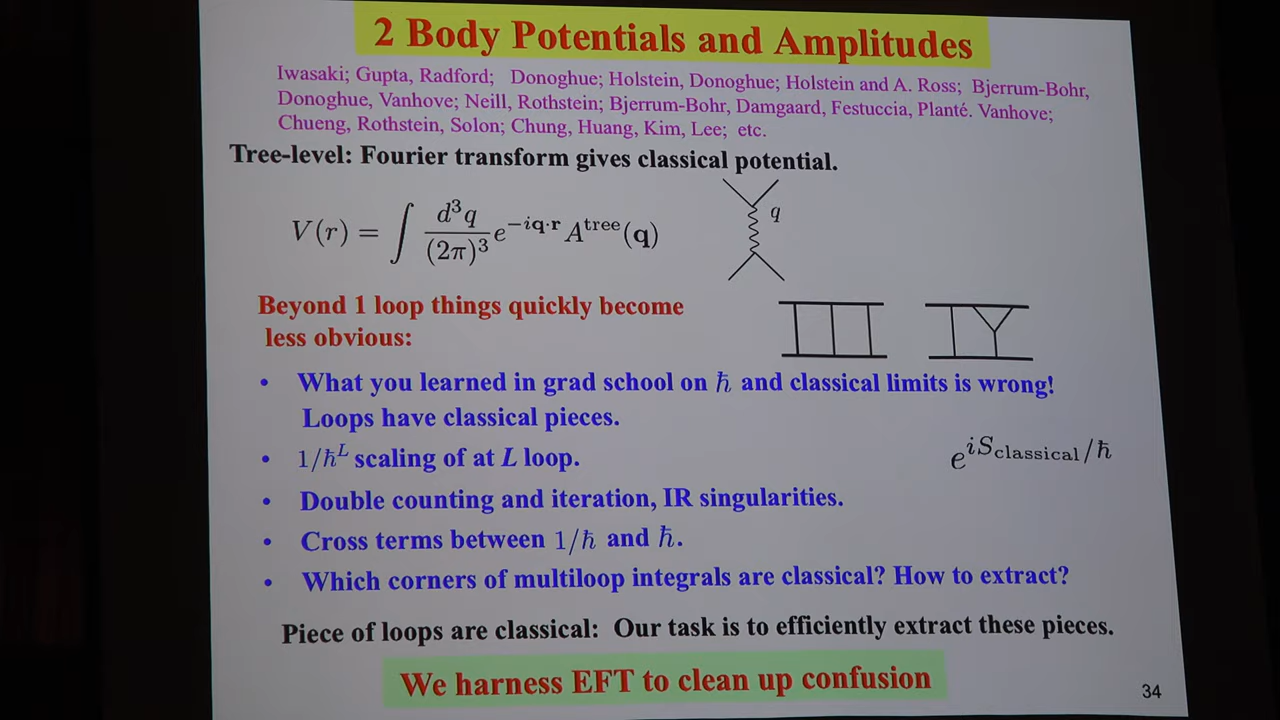 2 Body Potentials and Amplitudes
Iwasaki; Gupta, Radford; Donoghue; Holstein, Donoghue; Holstein and A. Ross; Bjerrum-Bohr,
Donoghue, Vanhove; Neill, Rothstein; Bjerrum-Bohr, Damgaard, Festuccia, Planté. Vanhove;
Chueng, Rothstein, Solon; Chung, Huang, Kim, Lee; etc.
Tree-level: Fourier transform gives classical potential.
V(r) = ∫ d³q/(2π)³ e^{-iq·r} A^{tree}(q)
q
Beyond 1 loop things quickly become
less obvious:
• What you learned in grad school on ℏ and classical limits is wrong!
Loops have classical pieces.
e^{iS_{classical}/ℏ}
• 1/ℏ^L scaling of at L loop.
• Double counting and iteration, IR singularities.
• Cross terms between 1/ℏ and ℏ.
• Which corners of multiloop integrals are classical? How to extract?
Piece of loops are classical: Our task is to efficiently extract these pieces.
We harness EFT to clean up confusion
34